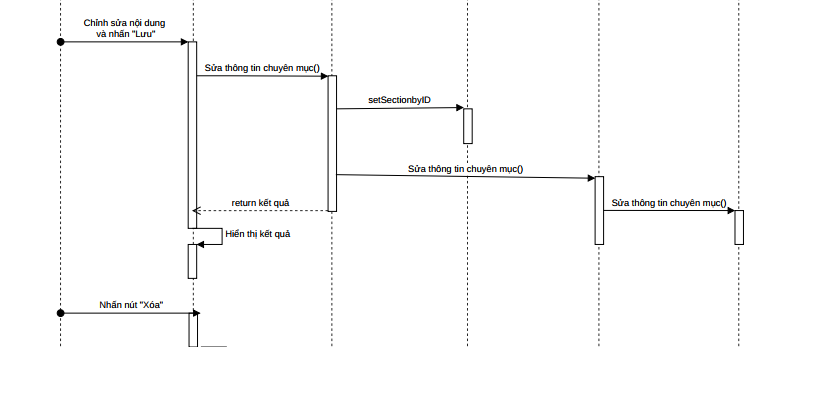 Chỉnh sửa nội dung
và nhấn "Lưu"
Sửa thông tin chuyên mục()
setSectionbyID
Sửa thông tin chuyên mục()
return kết quả
Sửa thông tin chuyên mục()
Hiển thị kết quả
Nhấn nút "Xóa"